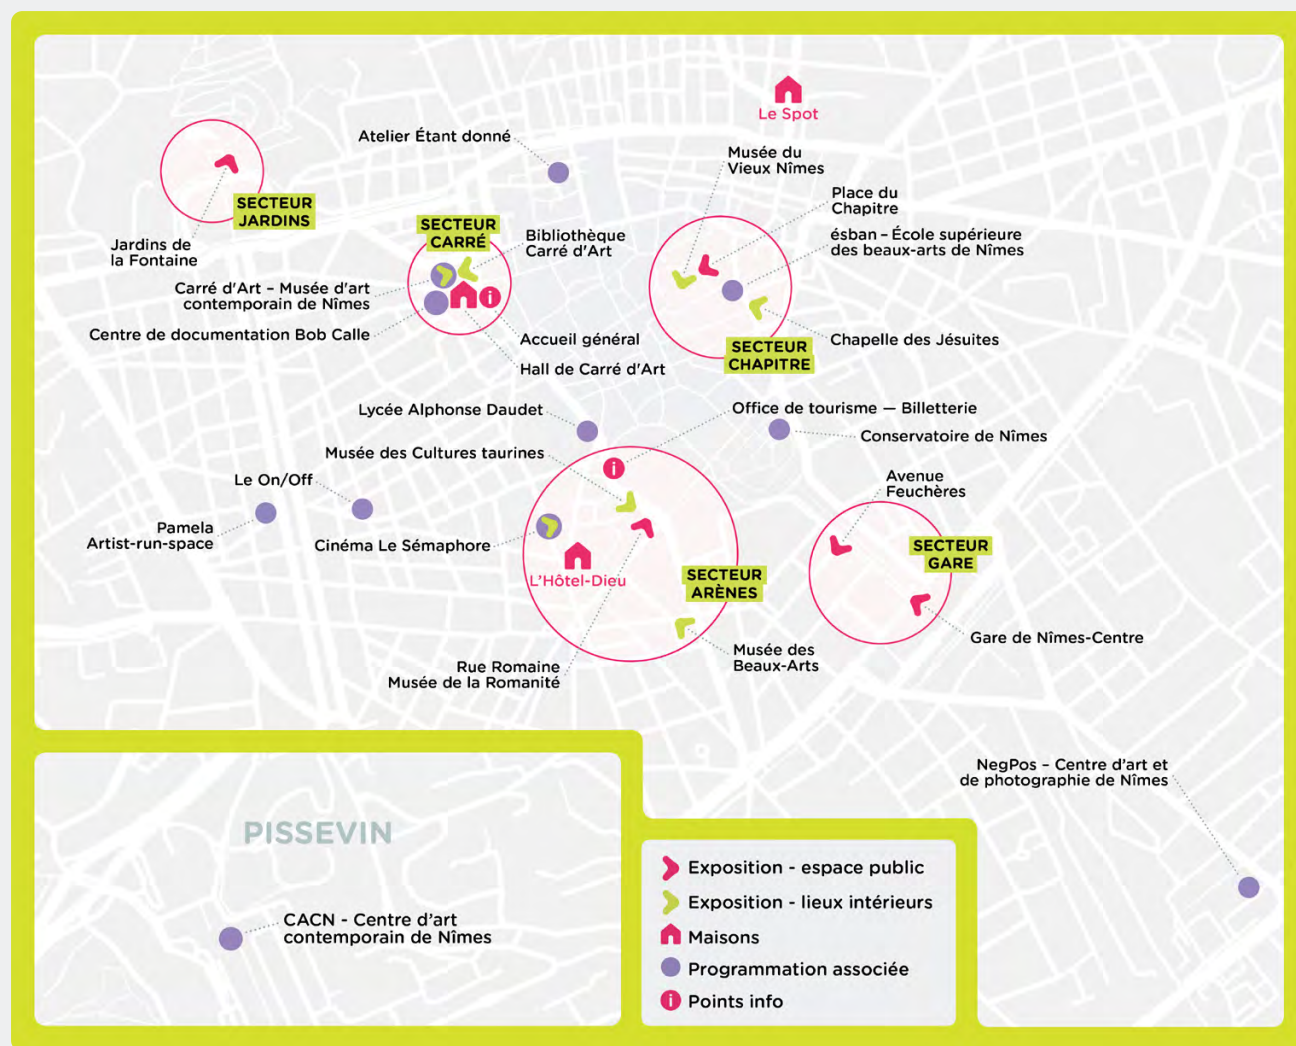 Le Spot
Atelier Étant donné
Musée du
Vieux Nîmes
Place du
Chapitre
SECTEUR
JARDINS
SECTEUR
CARRÉ
Bibliothèque
Carré d'Art
ésban – École supérieure
des beaux-arts de Nîmes
Jardins de
la Fontaine
Carré d'Art – Musée d'art
contemporain de Nîmes
Centre de documentation Bob Calle
Accueil général
Hall de Carré d'Art
SECTEUR
CHAPITRE
Chapelle des Jésuites
Lycée Alphonse Daudet
Office de tourisme — Billetterie
Conservatoire de Nîmes
Musée des Cultures taurines
Le On/Off
Avenue
Feuchères
Pamela
Artist-run-space
Cinéma Le Sémaphore
L'Hôtel-Dieu
SECTEUR
ARÈNES
SECTEUR
GARE
Gare de Nîmes-Centre
Musée des
Beaux-Arts
Rue Romaine
Musée de la Romanité
NegPos – Centre d'art et
de photographie de Nîmes
PISSEVIN
CACN - Centre d'art
contemporain de Nîmes
Exposition - espace public
Exposition - lieux intérieurs
Maisons
Programmation associée
Points info